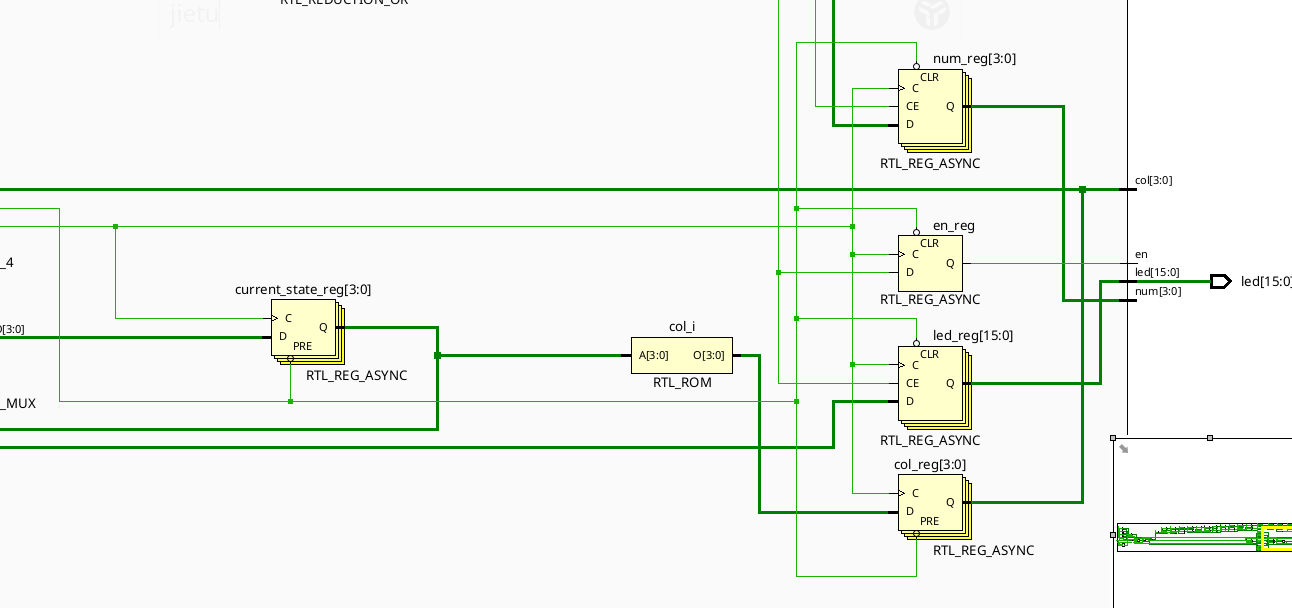 jietu
num_reg[3:0]
CLR
C
CE
Q
D
RTL_REG_ASYNC
col[3:0]
en_reg
CLR
C
Q
D
RTL_REG_ASYNC
en
led[15:0]
num[3:0]
_4
current_state_reg[3:0]
C
Q
D
PRE
RTL_REG_ASYNC
[3:0]
_MUX
col_i
A[3:0]
O[3:0]
RTL_ROM
led_reg[15:0]
CLR
C
CE
Q
D
RTL_REG_ASYNC
col_reg[3:0]
C
Q
D
PRE
RTL_REG_ASYNC
led[15:0]